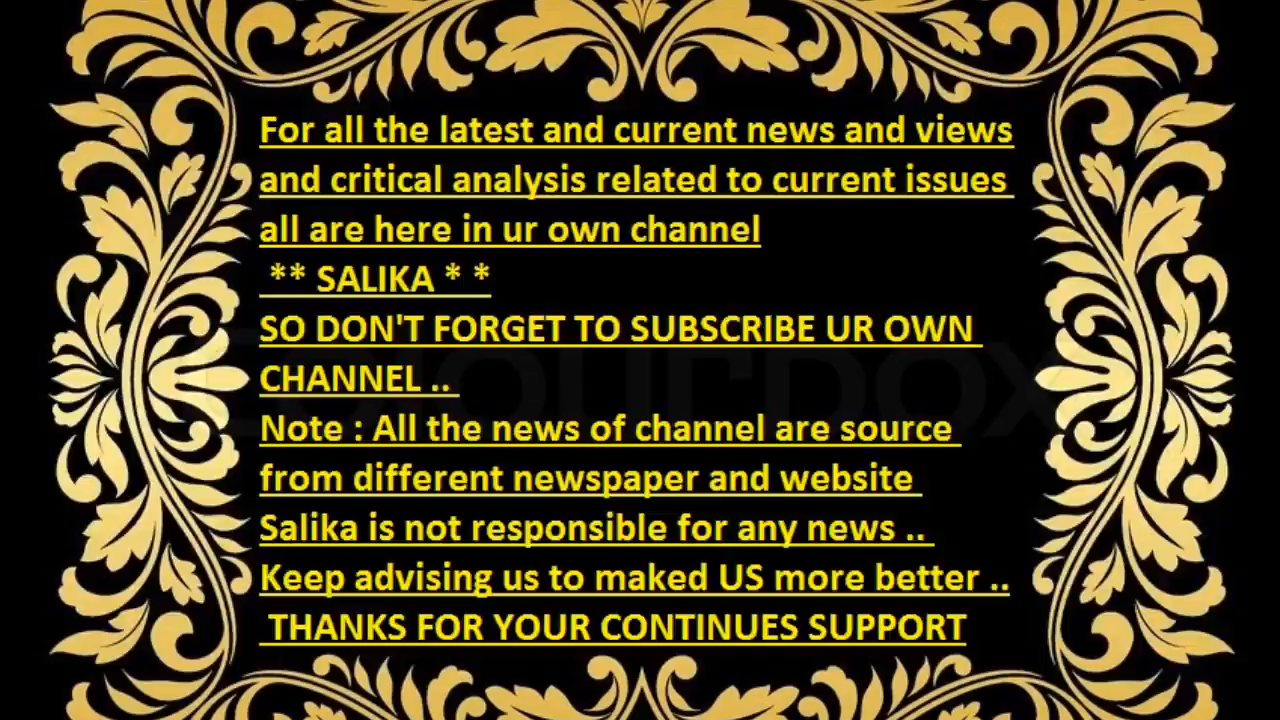 For all the latest and current news and views
and critical analysis related to current issues
all are here in ur own channel
** SALIKA * *
SO DON'T FORGET TO SUBSCRIBE UR OWN
CHANNEL ..
Note : All the news of channel are source
from different newspaper and website
Salika is not responsible for any news ..
Keep advising us to maked US more better ..
THANKS FOR YOUR CONTINUES SUPPORT